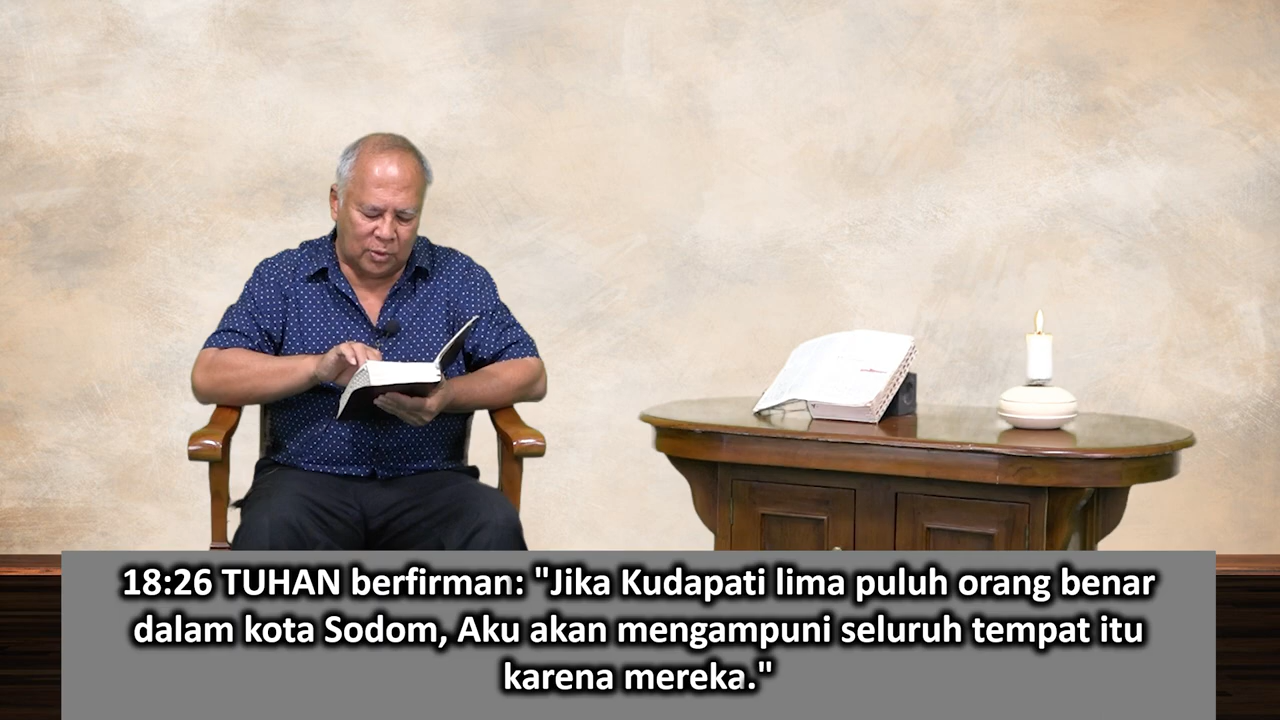 18:26 TUHAN berfirman: "Jika Kudapati lima puluh orang benar
dalam kota Sodom, Aku akan mengampuni seluruh tempat itu
karena mereka."